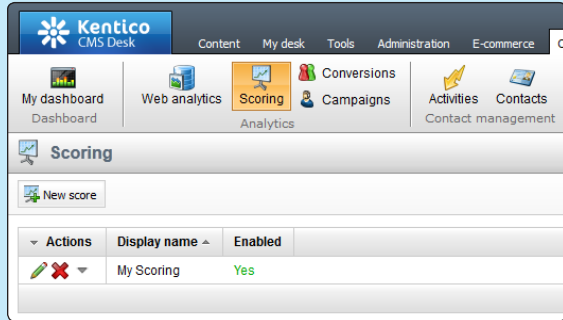 Kentico
CMS Desk
Content My desk Tools Administration E-commerce
My dashboard Web analytics Scoring Conversions Campaigns Activities Contacts
Dashboard Analytics Contact management
Scoring
New score
Actions Display name Enabled
My Scoring Yes